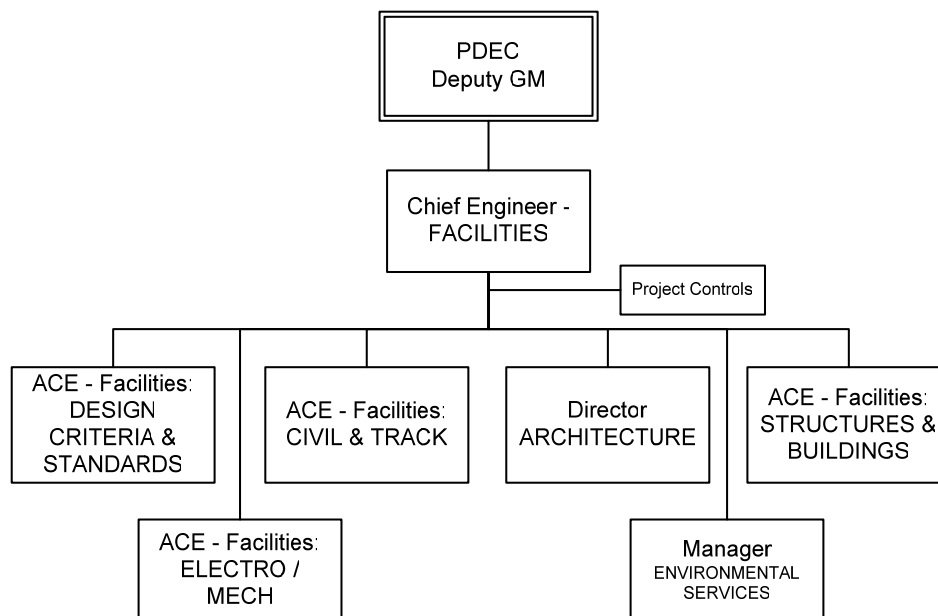 PDEC
Deputy GM
Chief Engineer -
FACILITIES
Project Controls
ACE - Facilities:
DESIGN
CRITERIA &
STANDARDS
ACE - Facilities:
CIVIL & TRACK
Director
ARCHITECTURE
ACE - Facilities:
STRUCTURES &
BUILDINGS
ACE - Facilities:
ELECTRO /
MECH
Manager
ENVIRONMENTAL
SERVICES